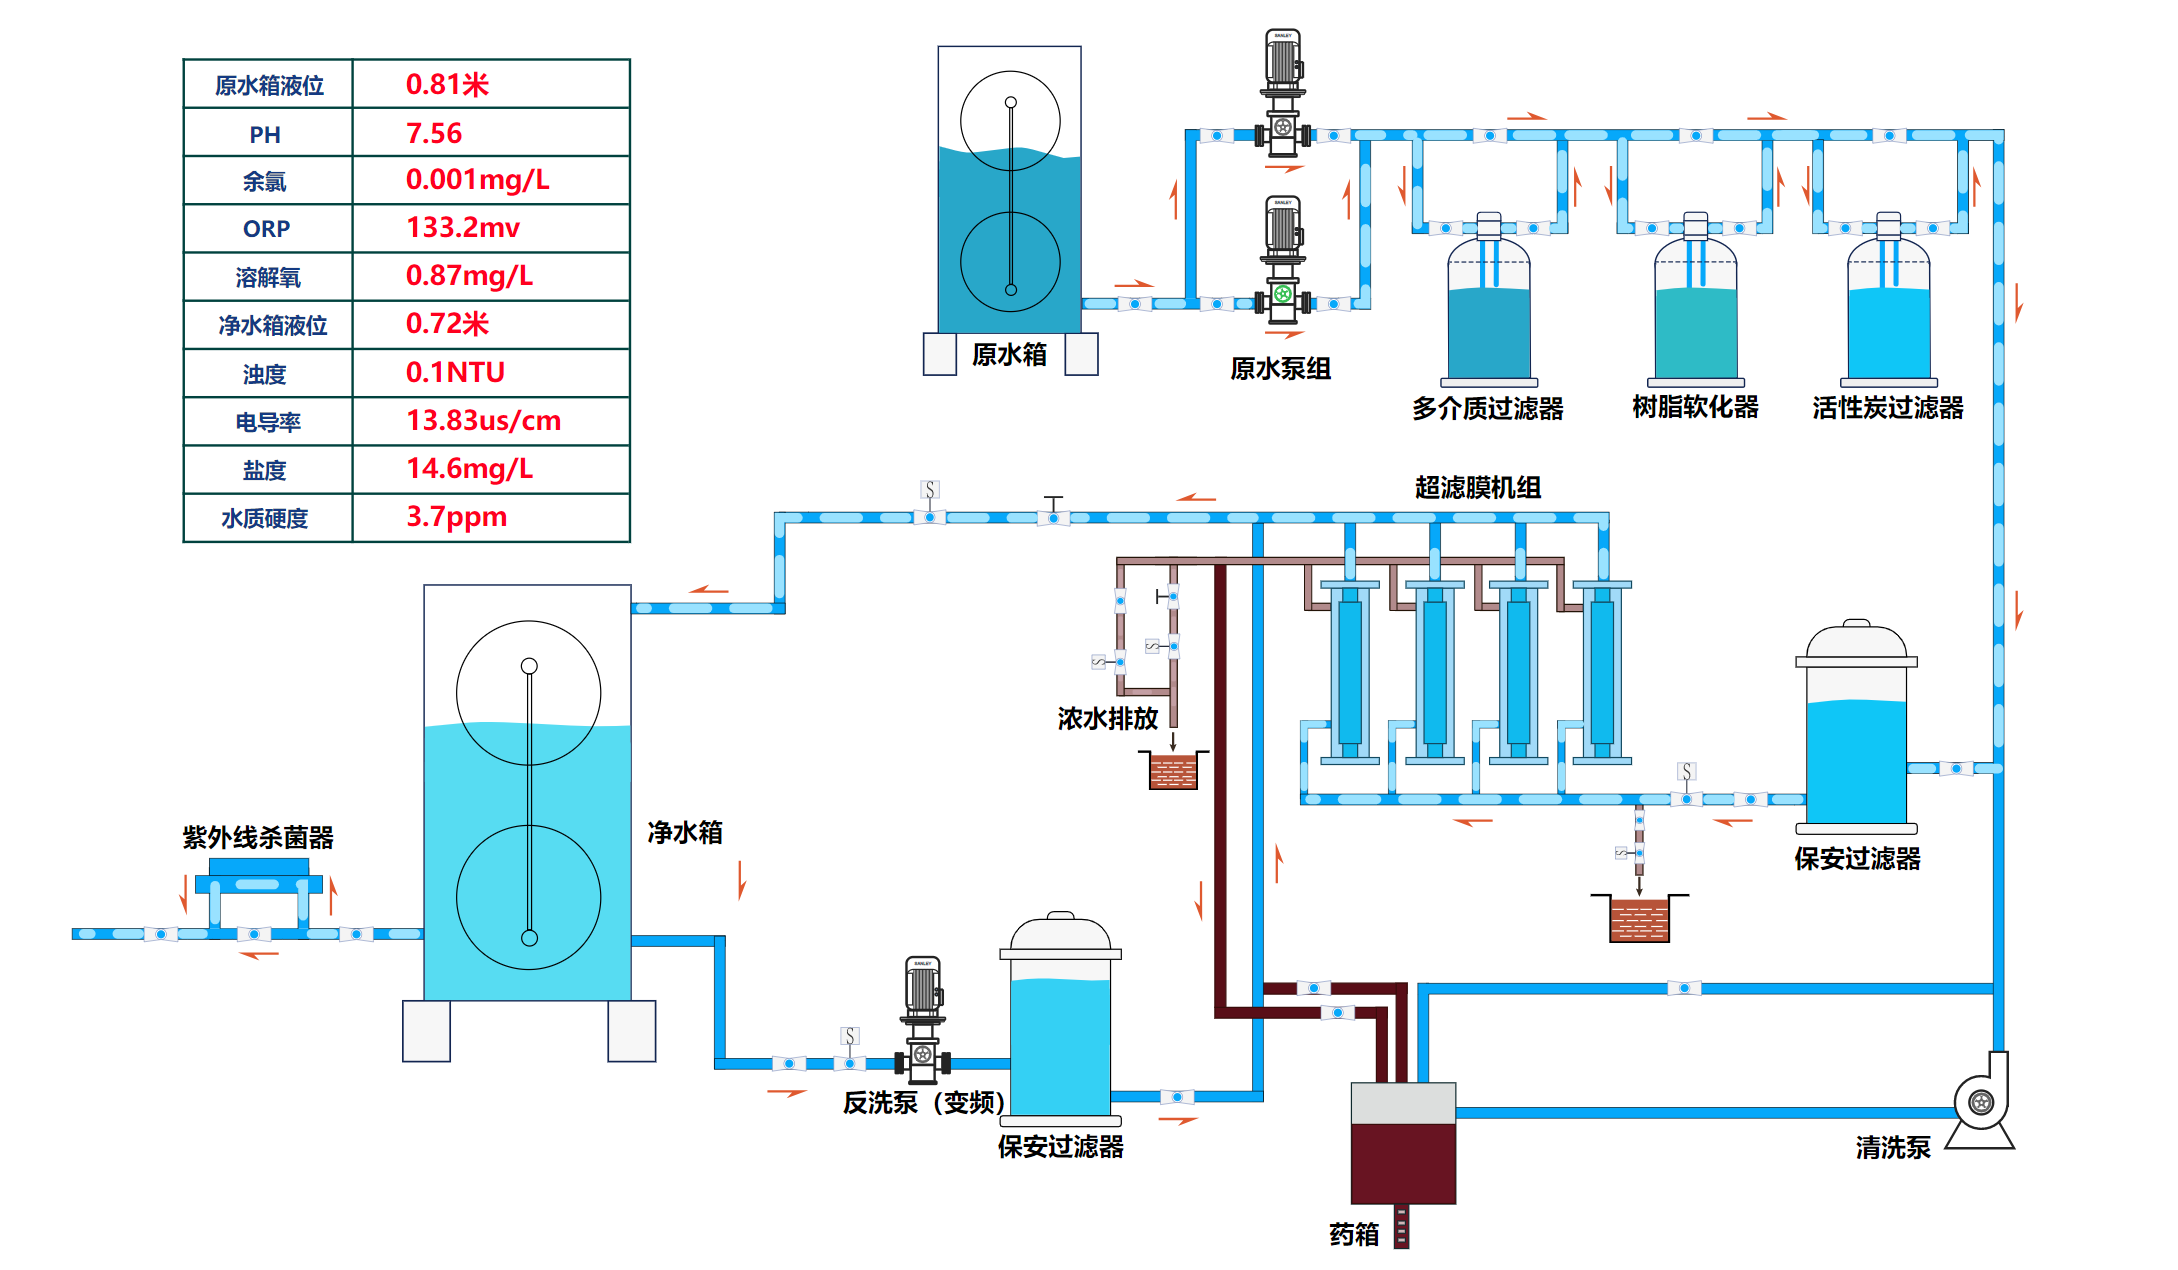 原水箱液位 0.81米
PH 7.56
余氯 0.001mg/L
ORP 133.2mv
溶解氧 0.87mg/L
净水箱液位 0.72米
浊度 0.1NTU
电导率 13.83us/cm
盐度 14.6mg/L
水质硬度 3.7ppm
SANLEY
SANLEY
原水箱
原水泵组
多介质过滤器
树脂软化器
活性炭过滤器
超滤膜机组
S
S
S
浓水排放
S
S
保安过滤器
紫外线杀菌器
净水箱
SANLEY
S
反洗泵（变频）
保安过滤器
清洗泵
药箱